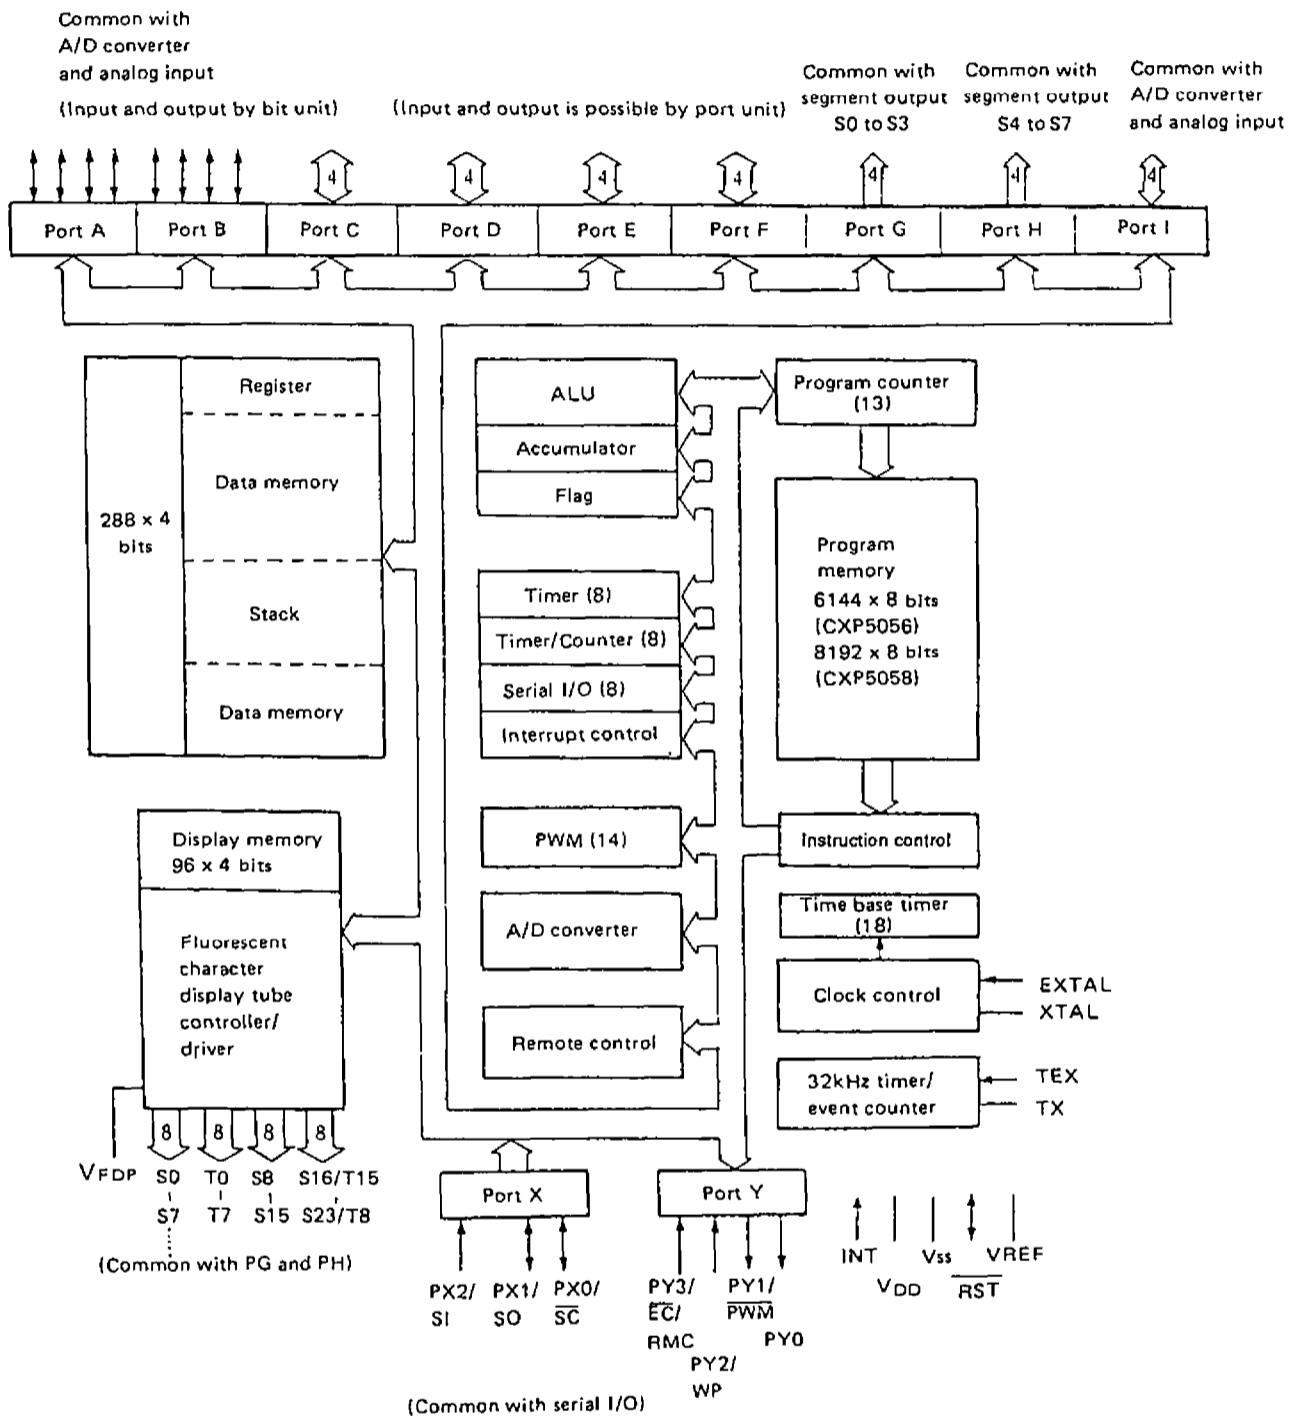 Common with
A/D converter
and analog input
(Input and output by bit unit)
(Input and output is possible by port unit)
Common with
segment output
S0 to S3
Common with
segment output
S4 to S7
Common with
A/D converter
and analog input
4
4
4
4
4
4
4
Port A
Port B
Port C
Port D
Port E
Port F
Port G
Port H
Port I
288 x 4
bits
Register
Data memory
Stack
Data memory
ALU
Accumulator
Flag
Timer (8)
Timer/Counter (8)
Serial I/O (8)
Interrupt control
PWM (14)
A/D converter
Remote control
Program counter
(13)
Program
memory
6144 x 8 bits
(CXP5056)
8192 x 8 bits
(CXP5058)
Instruction control
Time base timer
(18)
Clock control
EXTAL
XTAL
32kHz timer/
event counter
TEX
TX
Display memory
96 x 4 bits
Fluorescent
character
display tube
controller/
driver
8
8
8
8
VFDP
S0
S7
T0
T7
S8
S15
S16/T15
S23/T8
(Common with PG and PH)
Port X
Port Y
PX2/
SI
PX1/
SO
PX0/
SC
PY3/
EC/
RMC
PY2/
WP
PY1/
PWM
PY0
INT
VDD
Vss
RST
VREF
(Common with serial I/O)